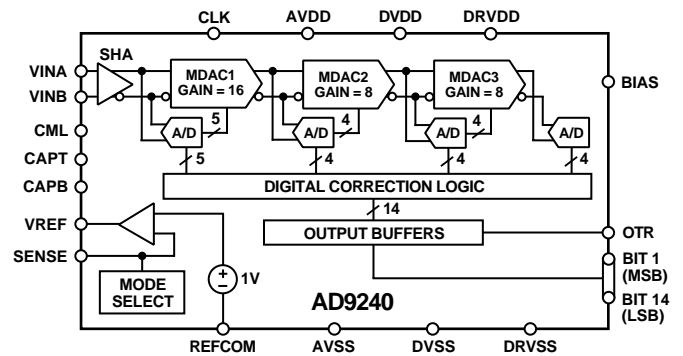 CLK AVDD DVDD DRVDD
SHA
VINA
VINB
MDAC1
GAIN = 16
MDAC2
GAIN = 8
MDAC3
GAIN = 8
BIAS
CML
CAPT
CAPB
A/D 5
A/D 4
A/D 4
A/D
5 4 4 4
DIGITAL CORRECTION LOGIC
14
VREF
SENSE
OUTPUT BUFFERS
OTR
BIT 1
(MSB)
BIT 14
(LSB)
MODE
SELECT
1V
AD9240
REFCOM AVSS DVSS DRVSS